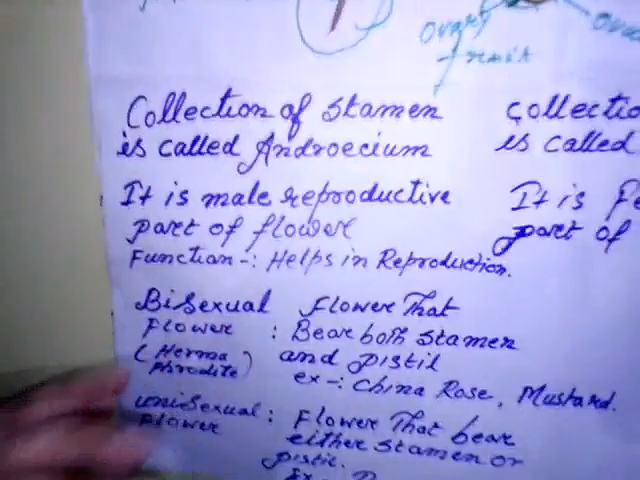 Ovary
fruit
Collection of Stamen
is called Androecium
It is male reproductive
part of flower
Function -: Helps in Reproduction.
collectio
is called
It is Fe
part of
BiSexual Flower That
Flower : Bear both Stamen
(Herma and Pistil
Phrodite) ex -: China Rose, Mustard.
UniSexual : Flower That bear
Flower either Stamen or
pistil.